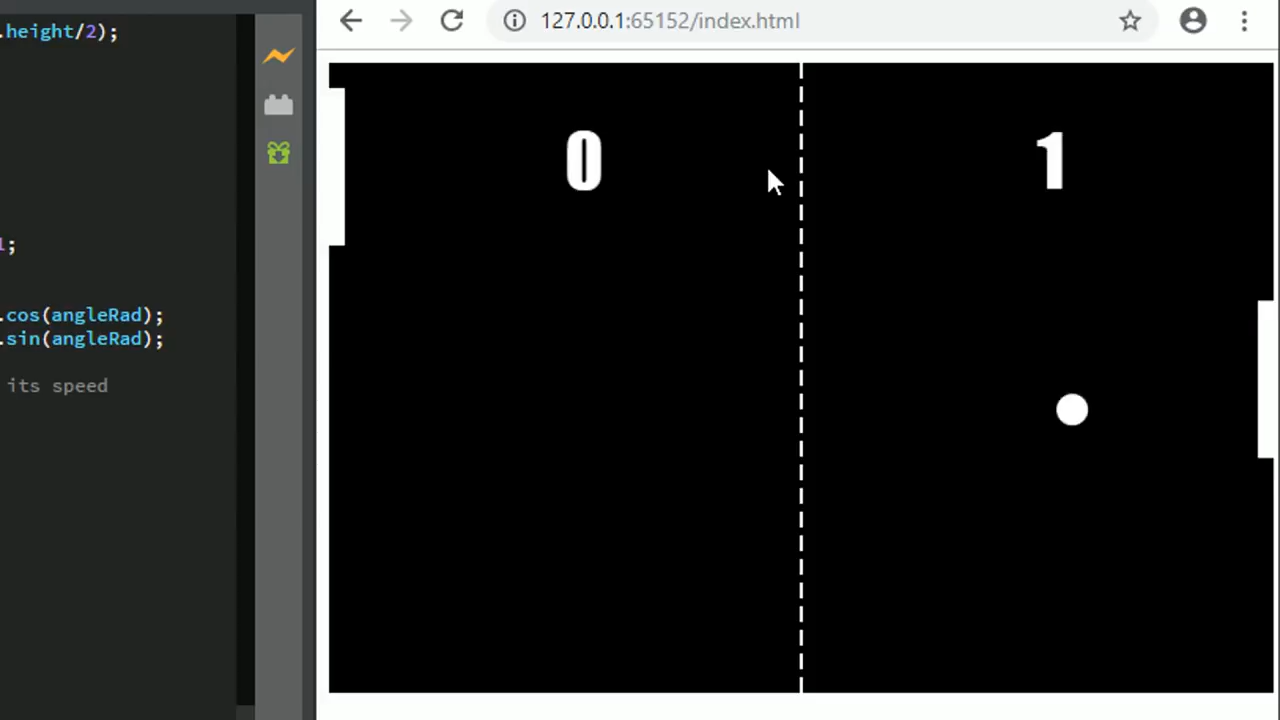 .height/2);
127.0.0.1:65152/index.html
0
1
;
.cos(angleRad);
.sin(angleRad);
its speed